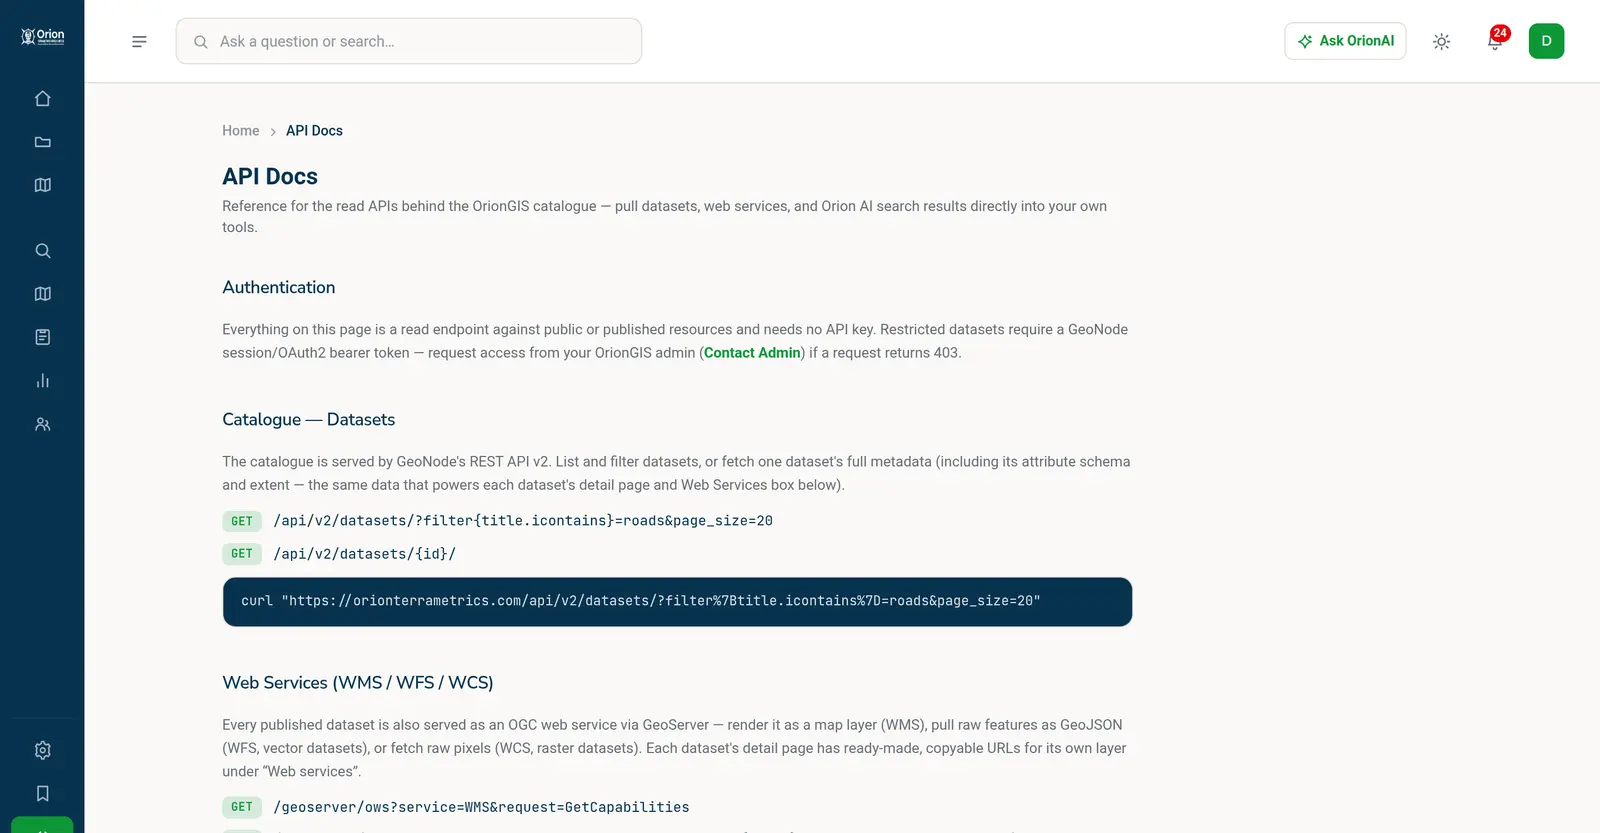 Orion
Ask a question or search...
Ask OrionAI
24
D
Home > API Docs
API Docs
Reference for the read APIs behind the OrionGIS catalogue — pull datasets, web services, and Orion AI search results directly into your own
tools.
Authentication
Everything on this page is a read endpoint against public or published resources and needs no API key. Restricted datasets require a GeoNode
session/OAuth2 bearer token — request access from your OrionGIS admin (Contact Admin) if a request returns 403.
Catalogue — Datasets
The catalogue is served by GeoNode's REST API v2. List and filter datasets, or fetch one dataset's full metadata (including its attribute schema
and extent — the same data that powers each dataset's detail page and Web Services box below).
GET /api/v2/datasets/?filter{title.icontains}=roads&page_size=20
GET /api/v2/datasets/{id}/
curl "https://orionterrametrics.com/api/v2/datasets/?filter%7Btitle.icontains%7D=roads&page_size=20"
Web Services (WMS / WFS / WCS)
Every published dataset is also served as an OGC web service via GeoServer — render it as a map layer (WMS), pull raw features as GeoJSON
(WFS, vector datasets), or fetch raw pixels (WCS, raster datasets). Each dataset's detail page has ready-made, copyable URLs for its own layer
under “Web services”.
GET /geoserver/ows?service=WMS&request=GetCapabilities